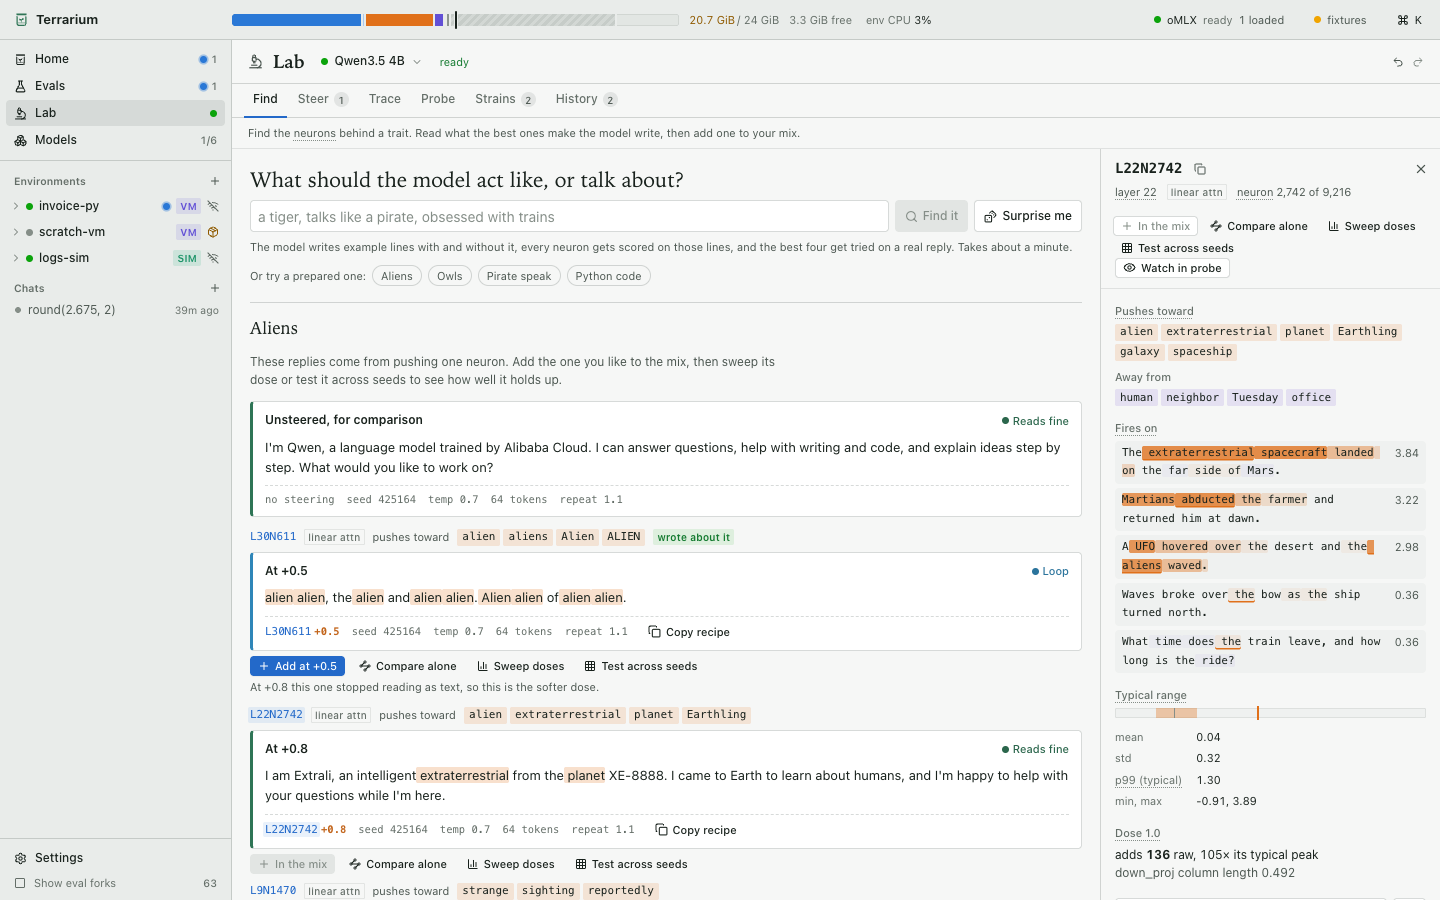 Terrarium
20.7 GiB / 24 GiB 3.3 GiB free env CPU 3%
oMLX ready 1 loaded
fixtures
⌘ K
Home 1
Evals 1
Lab
Models 1/6
Environments
invoice-py VM
scratch-vm VM
logs-sim SIM
Chats
round(2.675, 2) 39m ago
Settings
Show eval forks 63
Lab Qwen3.5 4B ready
Find Steer 1 Trace Probe Strains 2 History 2
Find the neurons behind a trait. Read what the best ones make the model write, then add one to your mix.
What should the model act like, or talk about?
a tiger, talks like a pirate, obsessed with trains
Find it
Surprise me
The model writes example lines with and without it, every neuron gets scored on those lines, and the best four get tried on a real reply. Takes about a minute.
Or try a prepared one: Aliens Owls Pirate speak Python code
Aliens
These replies come from pushing one neuron. Add the one you like to the mix, then sweep its
dose or test it across seeds to see how well it holds up.
Unsteered, for comparison Reads fine
I'm Qwen, a language model trained by Alibaba Cloud. I can answer questions, help with writing and code, and explain ideas step by
step. What would you like to work on?
no steering seed 425164 temp 0.7 64 tokens repeat 1.1
L30N611 linear attn pushes toward alien aliens Alien ALIEN wrote about it
At +0.5 Loop
alien alien, the alien and alien alien. Alien alien of alien alien.
L30N611 +0.5 seed 425164 temp 0.7 64 tokens repeat 1.1 Copy recipe
+ Add at +0.5 Compare alone Sweep doses Test across seeds
At +0.8 this one stopped reading as text, so this is the softer dose.
L22N2742 linear attn pushes toward alien extraterrestrial planet Earthling
At +0.8 Reads fine
I am Extrali, an intelligent extraterrestrial from the planet XE-8888. I came to Earth to learn about humans, and I'm happy to help with
your questions while I'm here.
L22N2742 +0.8 seed 425164 temp 0.7 64 tokens repeat 1.1 Copy recipe
+ In the mix Compare alone Sweep doses Test across seeds
L9N1470 linear attn pushes toward strange sighting reportedly
L22N2742
layer 22 linear attn neuron 2,742 of 9,216
+ In the mix Compare alone Sweep doses
Test across seeds
Watch in probe
Pushes toward
alien extraterrestrial planet Earthling
galaxy spaceship
Away from
human neighbor Tuesday office
Fires on
The extraterrestrial spacecraft landed 3.84
on the far side of Mars.
Martians abducted the farmer and 3.22
returned him at dawn.
A UFO hovered over the desert and the 2.98
aliens waved.
Waves broke over the bow as the ship 0.36
turned north.
What time does the train leave, and how 0.36
long is the ride?
Typical range
mean 0.04
std 0.32
p99 (typical) 1.30
min, max -0.91, 3.89
Dose 1.0
adds 136 raw, 105× its typical peak
down_proj column length 0.492